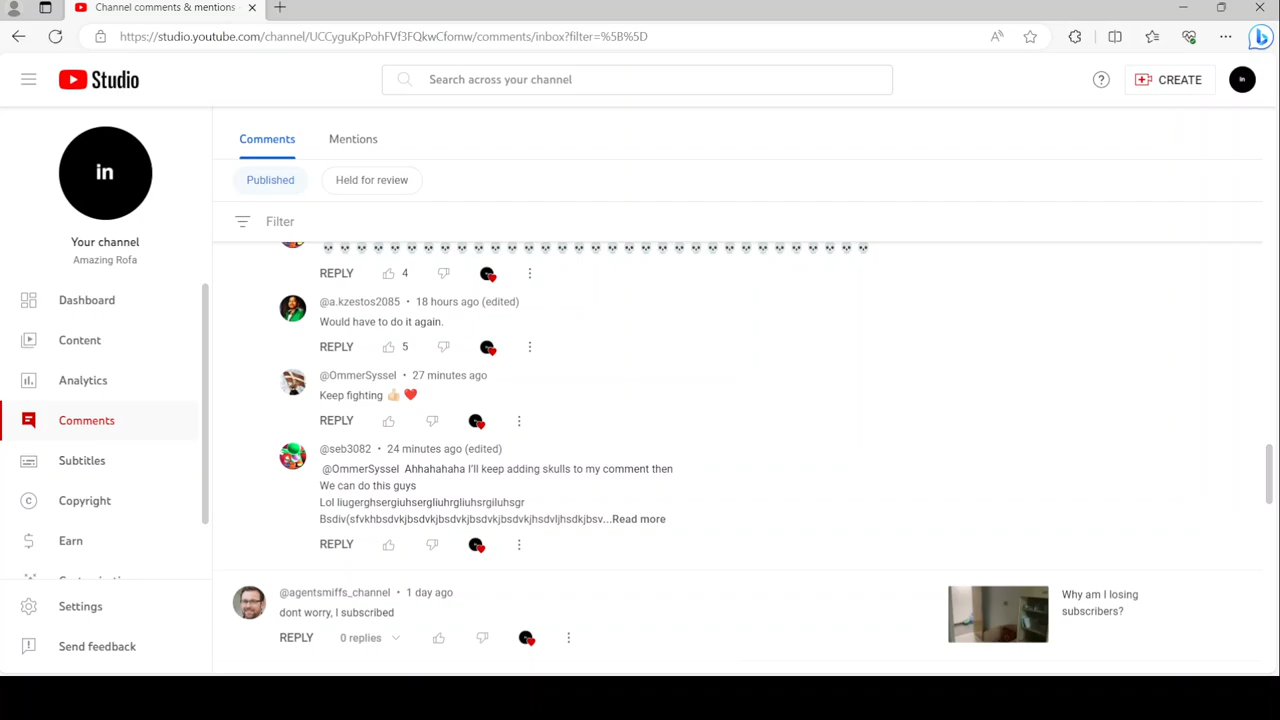 Channel comments & mentions
https://studio.youtube.com/channel/UCCyguKpPohFVf3FQkwCfomw/comments/inbox?filter=%5B%5D
Studio
Search across your channel
CREATE
in
in
Your channel
Amazing Rofa
Dashboard
Content
Analytics
Comments
Subtitles
Copyright
Earn
Settings
Send feedback
Comments Mentions
Published Held for review
Filter
💀💀💀💀💀💀💀💀💀💀💀💀💀💀💀💀💀💀💀💀💀💀💀💀💀💀💀💀💀💀💀💀💀
REPLY 4
@a.kzestos2085 • 18 hours ago (edited)
Would have to do it again.
REPLY 5
@OmmerSyssel • 27 minutes ago
Keep fighting 👍🏻 ❤️
REPLY
@seb3082 • 24 minutes ago (edited)
@OmmerSyssel Ahhahahaha I'll keep adding skulls to my comment then
We can do this guys
Lol liugerghsergiuhsergliuhrgliuhsrgiluhsgr
Bsdiv(sfvkhbsdvkjbsdvkjbsdvkjbsdvkjbsdvkjhsdvljhsdkjbsv...Read more
REPLY
@agentsmiffs_channel • 1 day ago
dont worry, I subscribed
REPLY 0 replies
Why am I losing
subscribers?